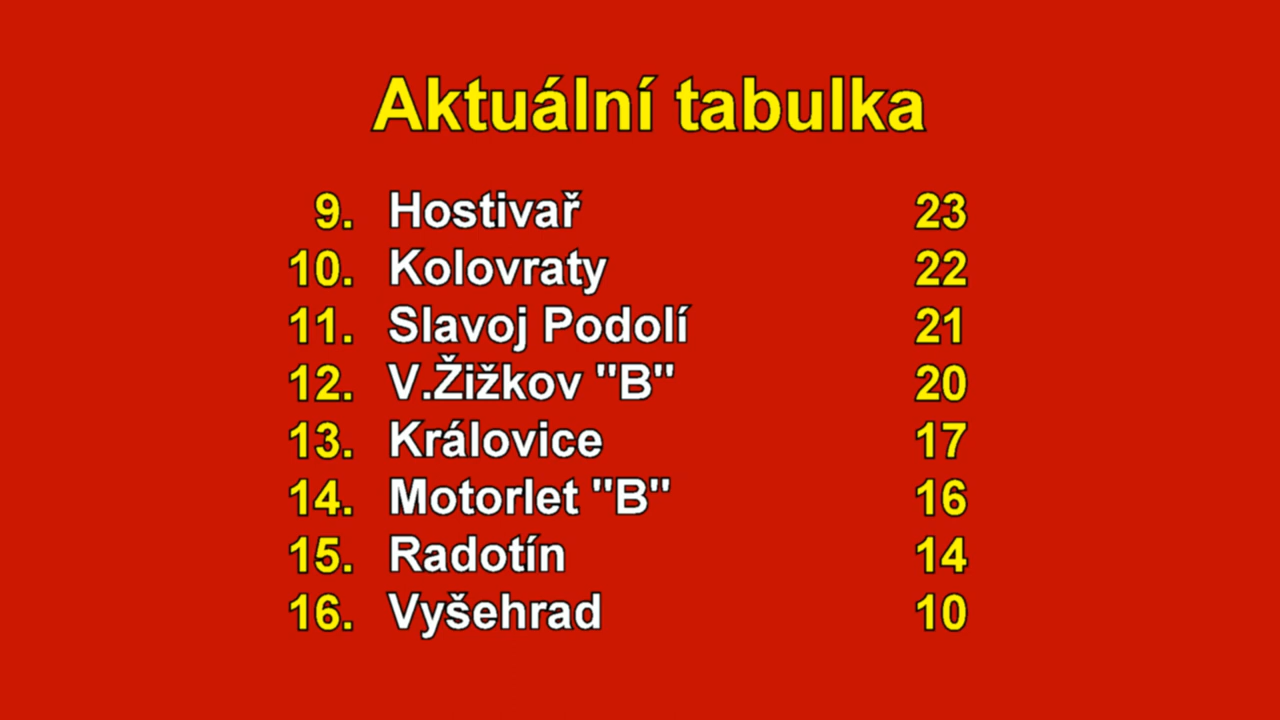 Aktuální tabulka
9. Hostivař 23
10. Kolovraty 22
11. Slavoj Podolí 21
12. V.Žižkov "B" 20
13. Královice 17
14. Motorlet "B" 16
15. Radotín 14
16. Vyšehrad 10